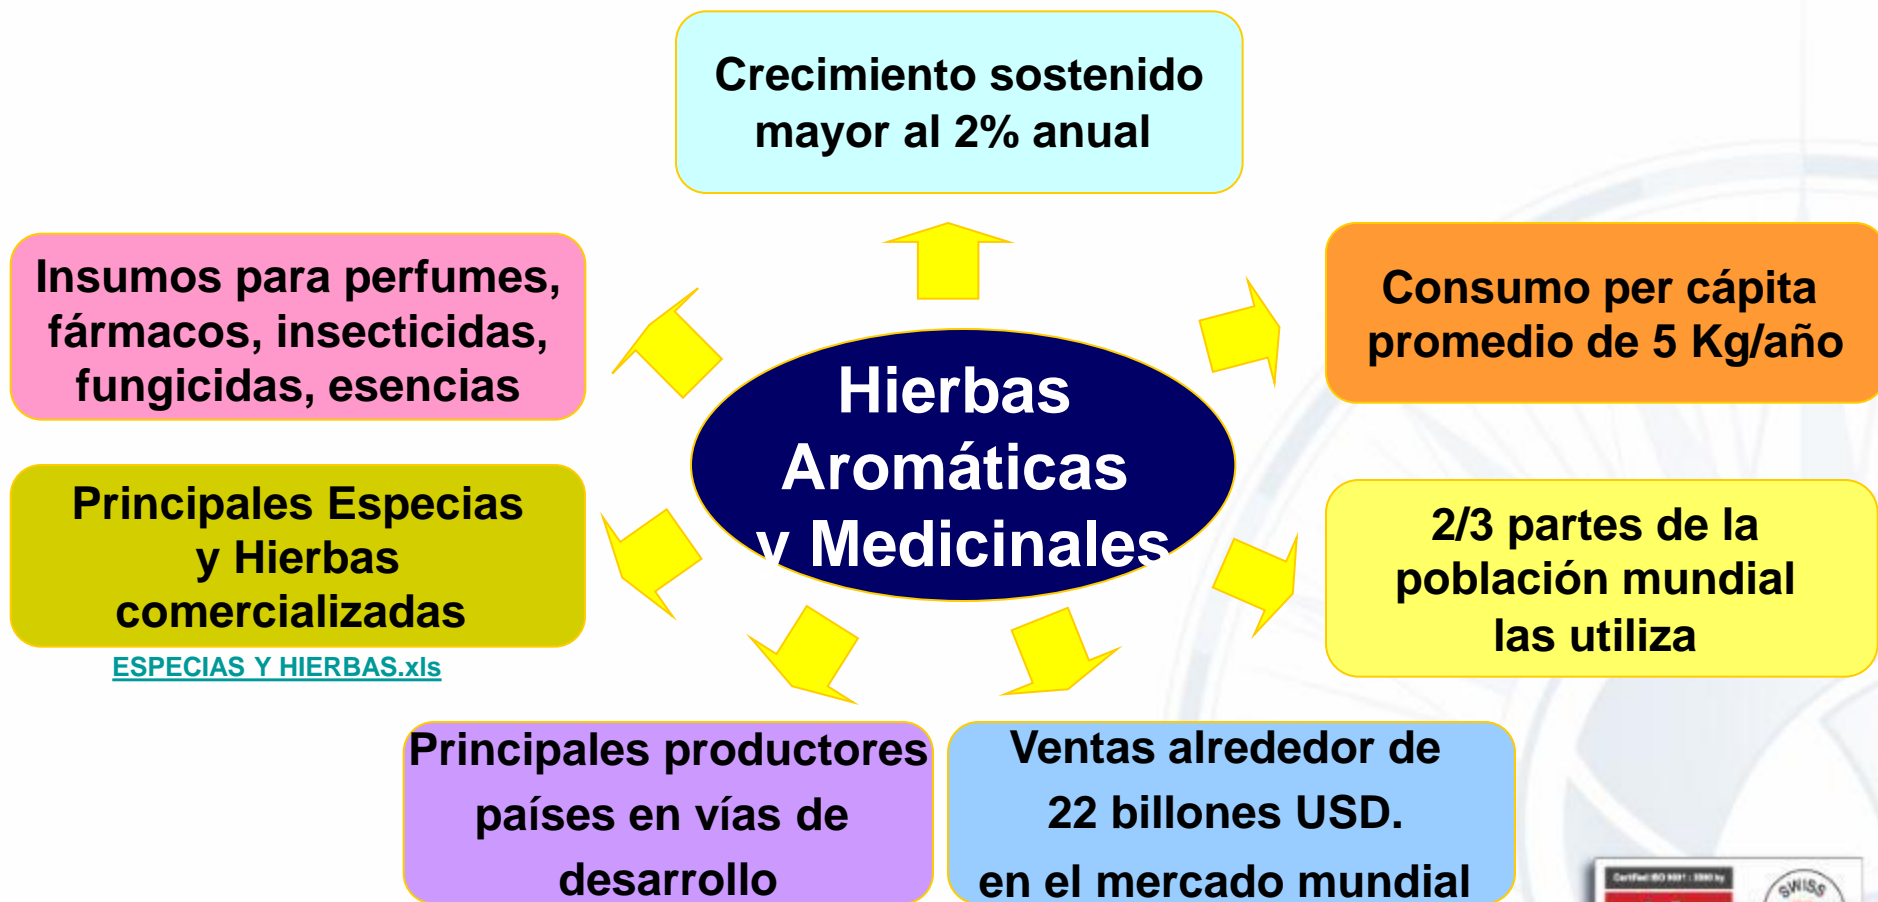 Crecimiento sostenido
mayor al 2% anual
Insumos para perfumes,
fármacos, insecticidas,
fungicidas, esencias
Consumo per cápita
promedio de 5 Kg/año
Hierbas
Aromáticas
y Medicinales
Principales Especias
y Hierbas
comercializadas
ESPECIAS Y HIERBAS.xls
2/3 partes de la
población mundial
las utiliza
Principales productores
países en vías de
desarrollo
Ventas alrededor de
22 billones USD.
en el mercado mundial
SWISS